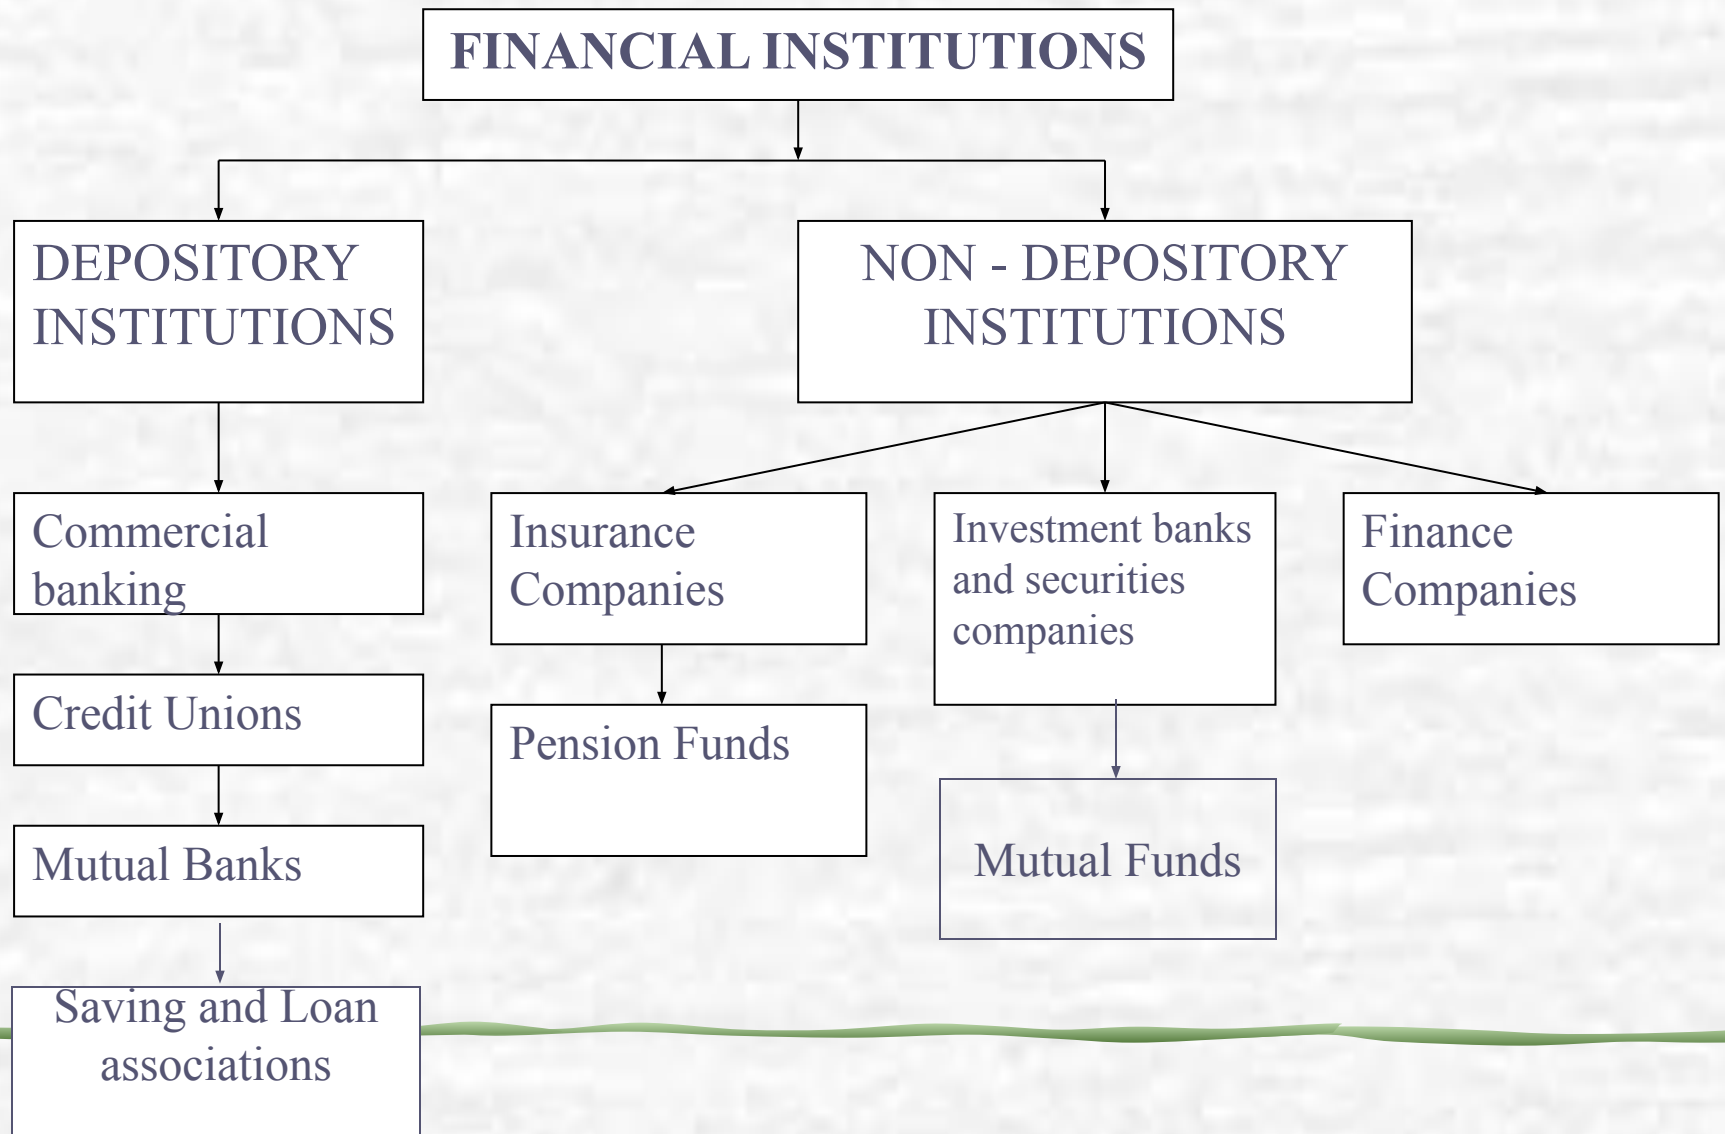 FINANCIAL INSTITUTIONS
DEPOSITORY
INSTITUTIONS
NON - DEPOSITORY
INSTITUTIONS
Commercial
banking
Insurance
Companies
Investment banks
and securities
companies
Finance
Companies
Credit Unions
Pension Funds
Mutual Banks
Mutual Funds
Saving and Loan
associations